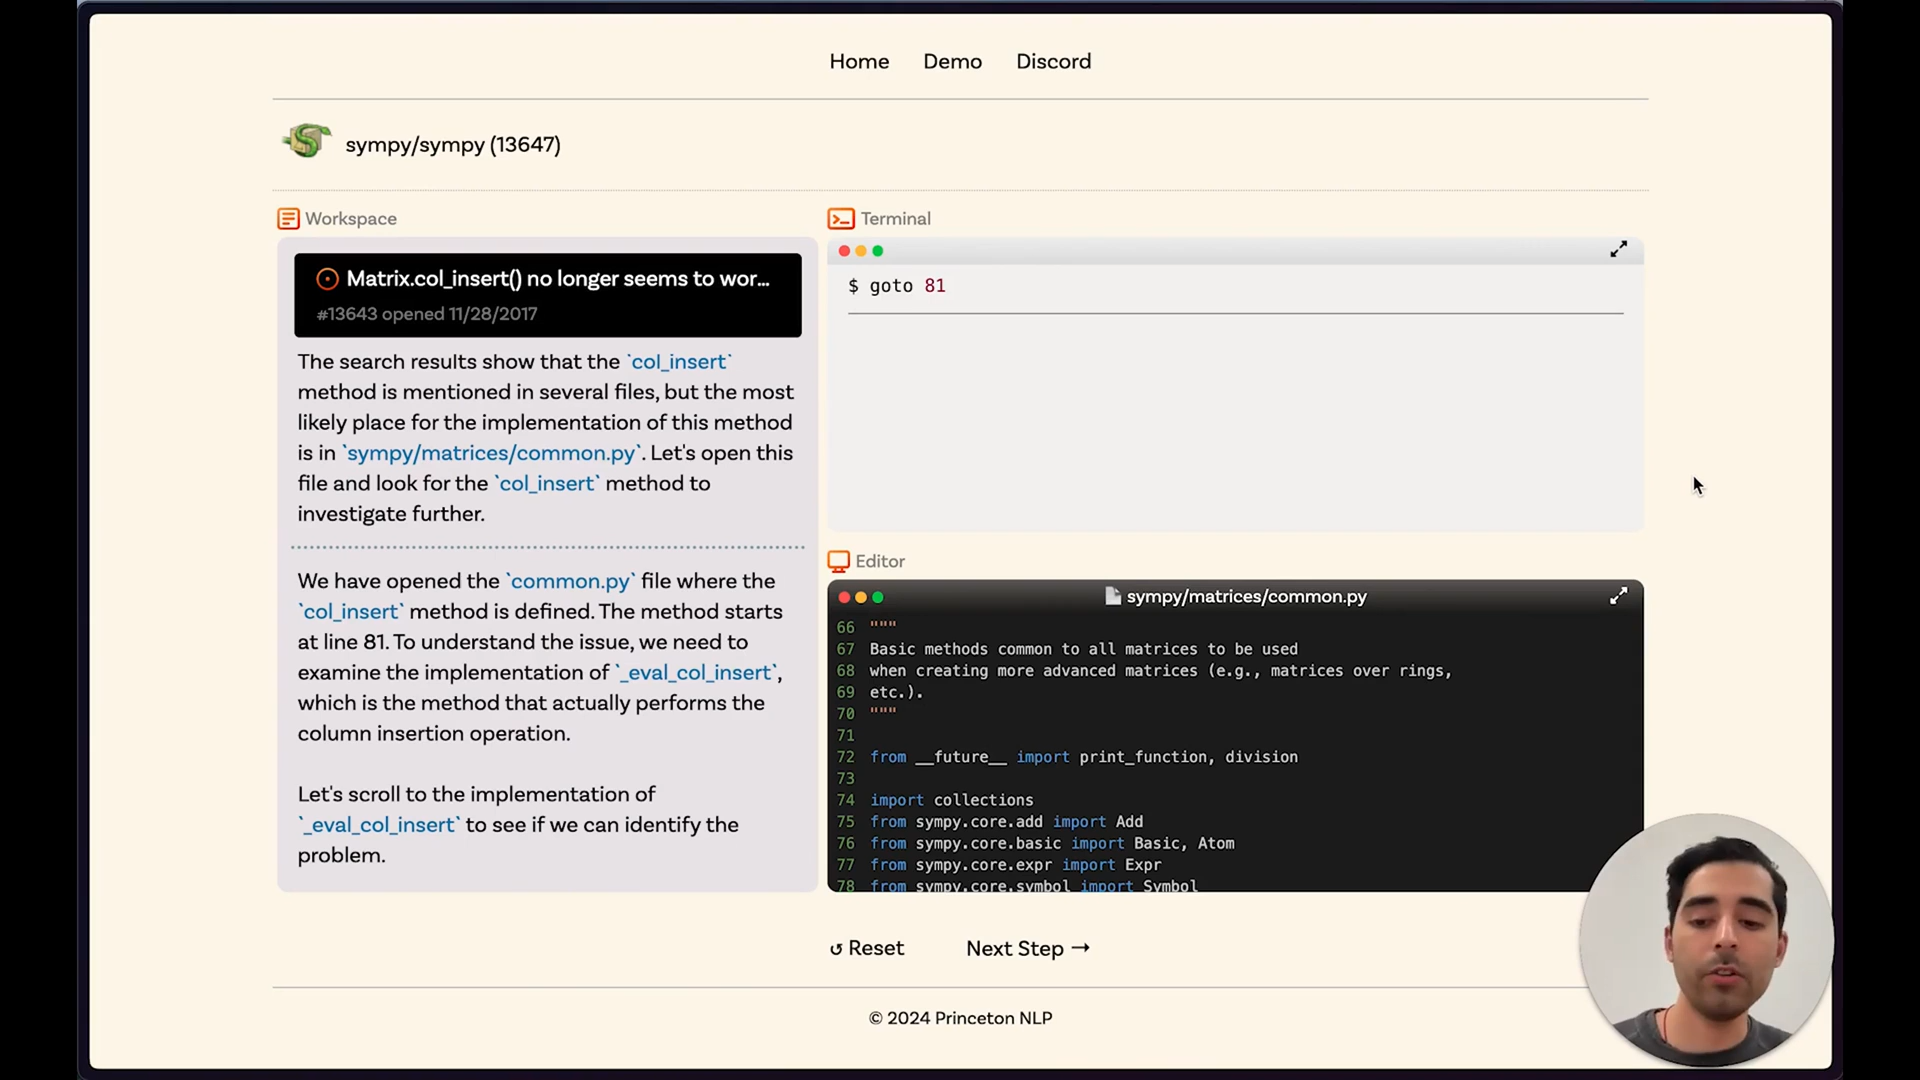 Home Demo Discord
sympy/sympy (13647)
Workspace
Matrix.col_insert() no longer seems to wor...
#13643 opened 11/28/2017
The search results show that the `col_insert`
method is mentioned in several files, but the most
likely place for the implementation of this method
is in `sympy/matrices/common.py`. Let's open this
file and look for the `col_insert` method to
investigate further.
We have opened the `common.py` file where the
`col_insert` method is defined. The method starts
at line 81. To understand the issue, we need to
examine the implementation of `_eval_col_insert`,
which is the method that actually performs the
column insertion operation.
Let's scroll to the implementation of
`_eval_col_insert` to see if we can identify the
problem.
Terminal
$ goto 81
Editor
sympy/matrices/common.py
66 """
67 Basic methods common to all matrices to be used
68 when creating more advanced matrices (e.g., matrices over rings,
69 etc.).
70 """
71
72 from __future__ import print_function, division
73
74 import collections
75 from sympy.core.add import Add
76 from sympy.core.basic import Basic, Atom
77 from sympy.core.expr import Expr
78 from sympy.core.symbol import Symbol
↺ Reset Next Step →
© 2024 Princeton NLP